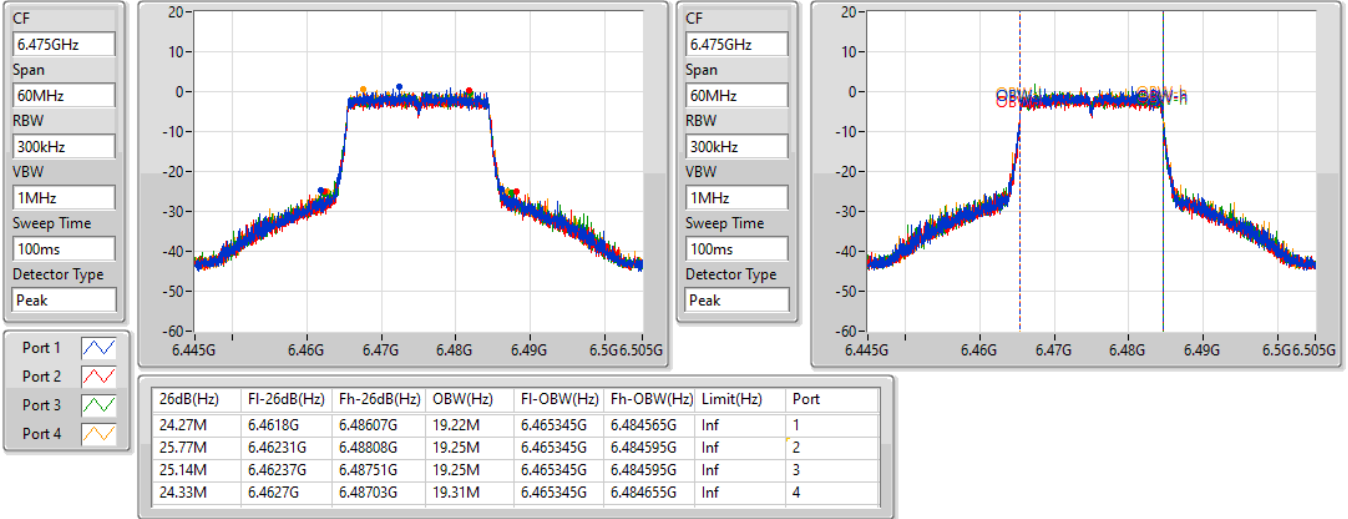 CF
6.475GHz
Span
60MHz
RBW
300kHz
VBW
1MHz
Sweep Time
100ms
Detector Type
Peak
20
10
0
-10
-20
-30
-40
-50
-60
6.445G 6.46G 6.47G 6.48G 6.49G 6.5G 6.505G
CF
6.475GHz
Span
60MHz
RBW
300kHz
VBW
1MHz
Sweep Time
100ms
Detector Type
Peak
20
10
0
-10
-20
-30
-40
-50
-60
6.445G 6.46G 6.47G 6.48G 6.49G 6.5G 6.505G
Port 1
Port 2
Port 3
Port 4
26dB(Hz) Fl-26dB(Hz) Fh-26dB(Hz) OBW(Hz) Fl-OBW(Hz) Fh-OBW(Hz) Limit(Hz) Port
24.27M 6.4618G 6.48607G 19.22M 6.465345G 6.484565G Inf 1
25.77M 6.46231G 6.48808G 19.25M 6.465345G 6.484595G Inf 2
25.14M 6.46237G 6.48751G 19.25M 6.465345G 6.484595G Inf 3
24.33M 6.4627G 6.48703G 19.31M 6.465345G 6.484655G Inf 4